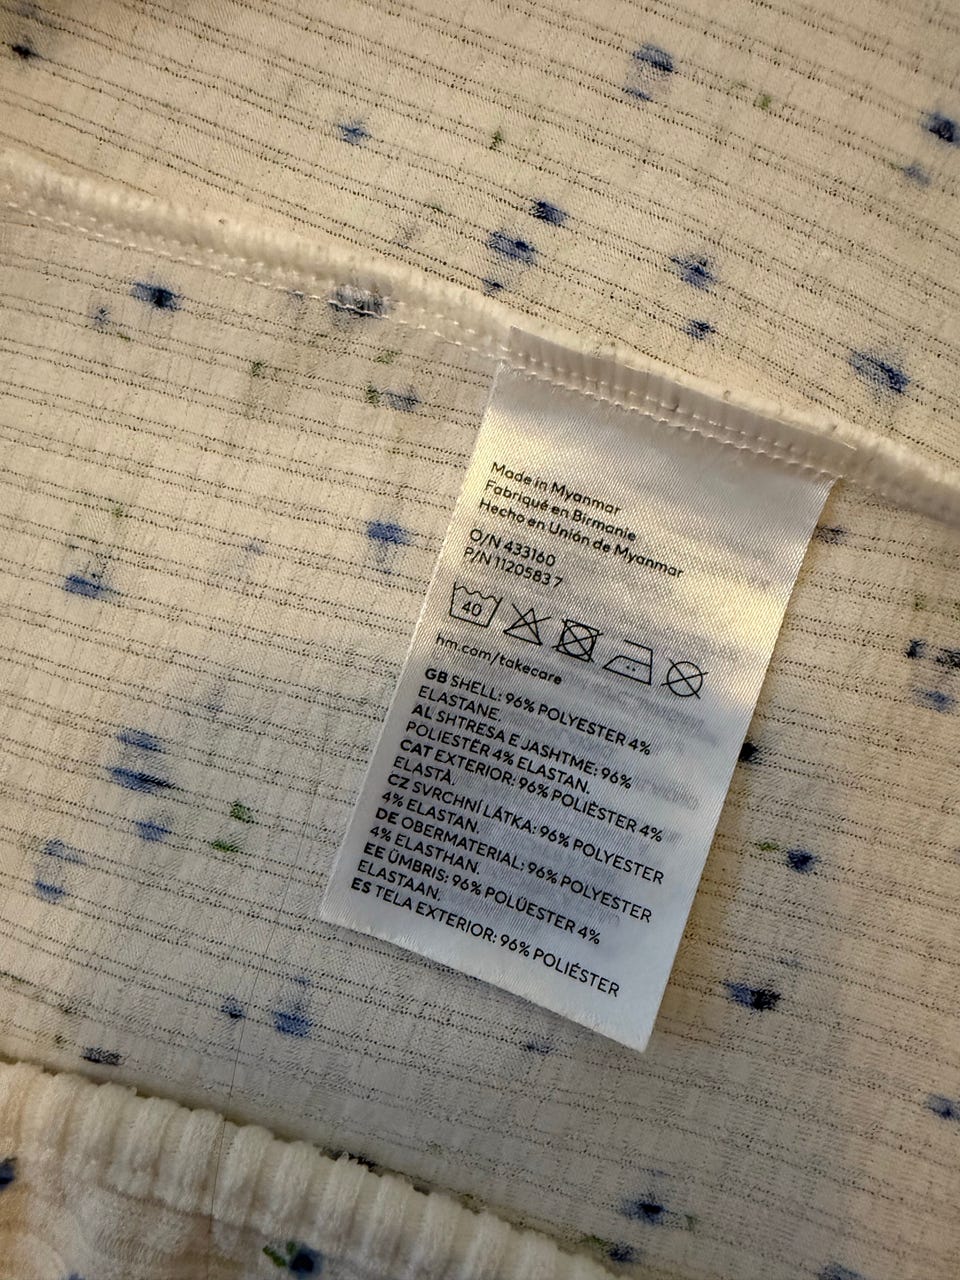 Made in Myanmar
Fabriqué en Birmanie
Hecho en Unión de Myanmar
O/N 433160
P/N 1120583 7
40
hm.com/takecare
GB SHELL: 96% POLYESTER 4%
ELASTANE.
AL SHTRESA E JASHTME: 96%
POLIESTËR 4% ELASTAN.
CAT EXTERIOR: 96% POLIÈSTER 4%
ELASTÀ.
CZ SVRCHNÍ LÁTKA: 96% POLYESTER
4% ELASTAN.
DE OBERMATERIAL: 96% POLYESTER
4% ELASTHAN.
EE ÜMBRIS: 96% POLÜESTER 4%
ELASTAAN.
ES TELA EXTERIOR: 96% POLIÉSTER